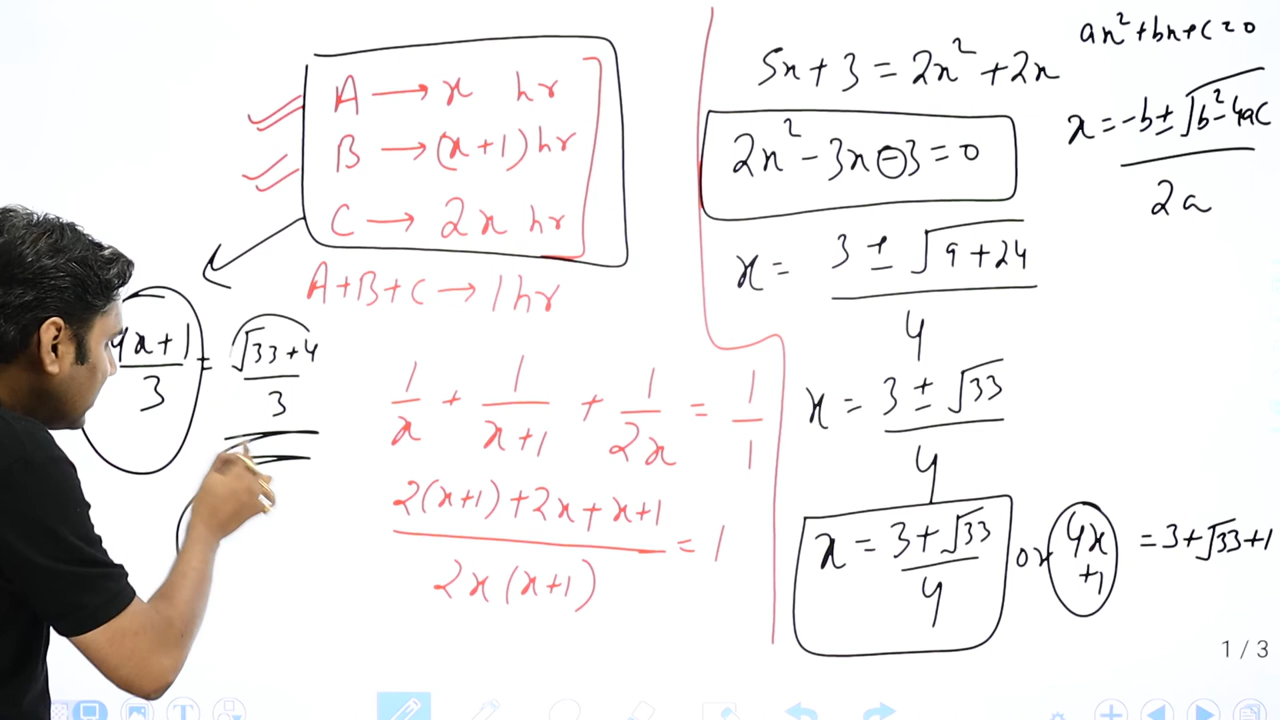 A → x hr
B → (x+1) hr
C → 2x hr
A+B+C → 1 hr
4x+1/3 = √33+4/3
1/x + 1/x+1 + 1/2x = 1/1
2(x+1)+2x+x+1/2x(x+1) = 1
5x+3 = 2x²+2x
2x²-3x-3=0
x = 3±√9+24/4
x = 3±√33/4
x = 3+√33/4 or 4x+1 = 3+√33+1
ax²+bx+c=0
x = -b±√b²-4ac/2a
1 / 3